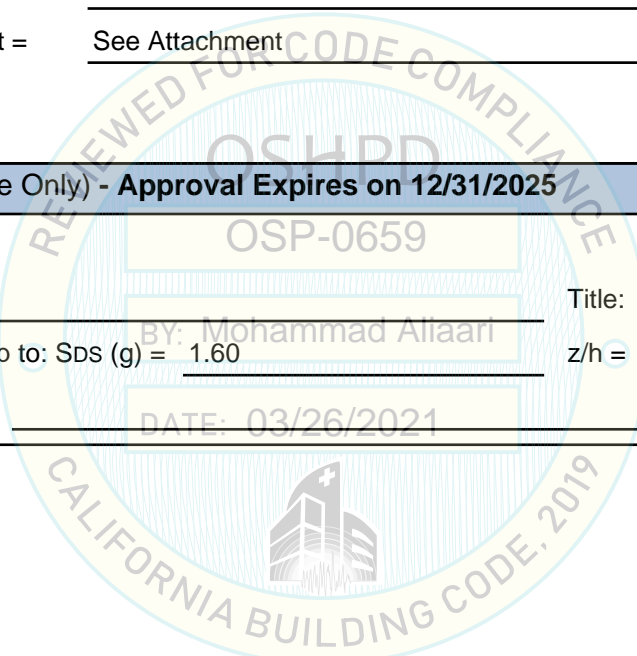 t = See Attachment
REVIEWED FOR CODE COMPLIANCE
OSHPD
e Only) - Approval Expires on 12/31/2025
OSP-0659
Title:
BY: Mohammad Aliaari
to: SDS (g) = 1.60 z/h =
DATE: 03/26/2021
CALIFORNIA BUILDING CODE, 2019